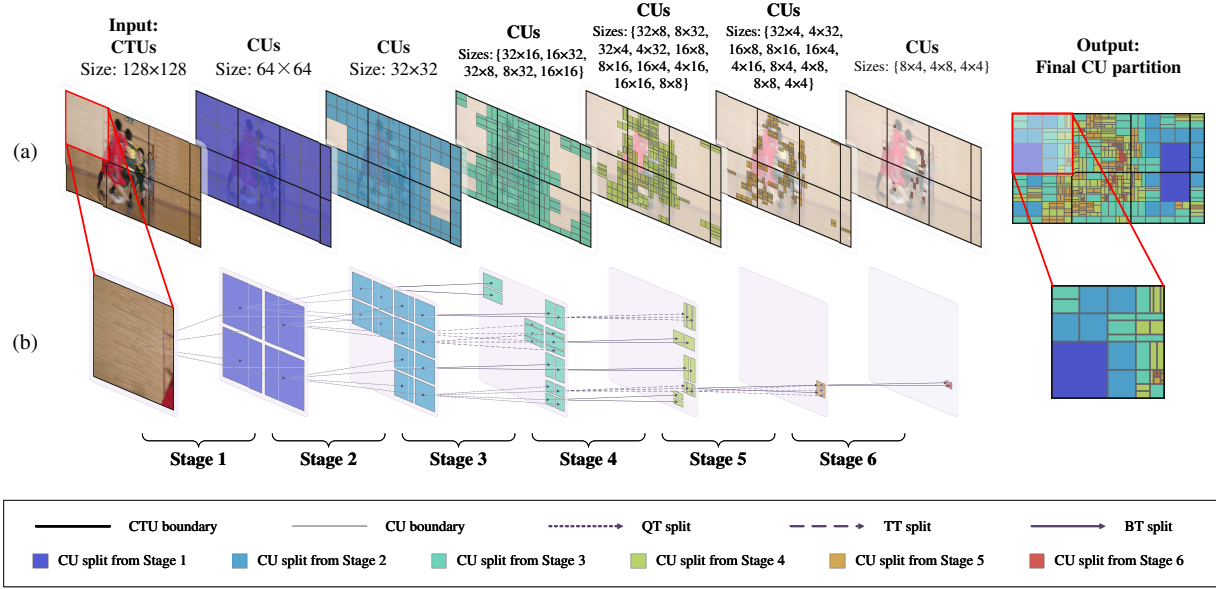 Input:
CTUs
Size: 128×128
CUs
Size: 64×64
CUs
Size: 32×32
CUs
Sizes: {32×16, 16×32,
32×8, 8×32, 16×16}
CUs
Sizes: {32×8, 8×32,
32×4, 4×32, 16×8,
8×16, 16×4, 4×16,
16×16, 8×8}
CUs
Sizes: {32×4, 4×32,
16×8, 8×16, 16×4,
4×16, 8×4, 4×8,
8×8, 4×4}
CUs
Sizes: {8×4, 4×8, 4×4}
Output:
Final CU partition
(a)
(b)
Stage 1
Stage 2
Stage 3
Stage 4
Stage 5
Stage 6
CTU boundary
CU boundary
QT split
TT split
BT split
CU split from Stage 1
CU split from Stage 2
CU split from Stage 3
CU split from Stage 4
CU split from Stage 5
CU split from Stage 6